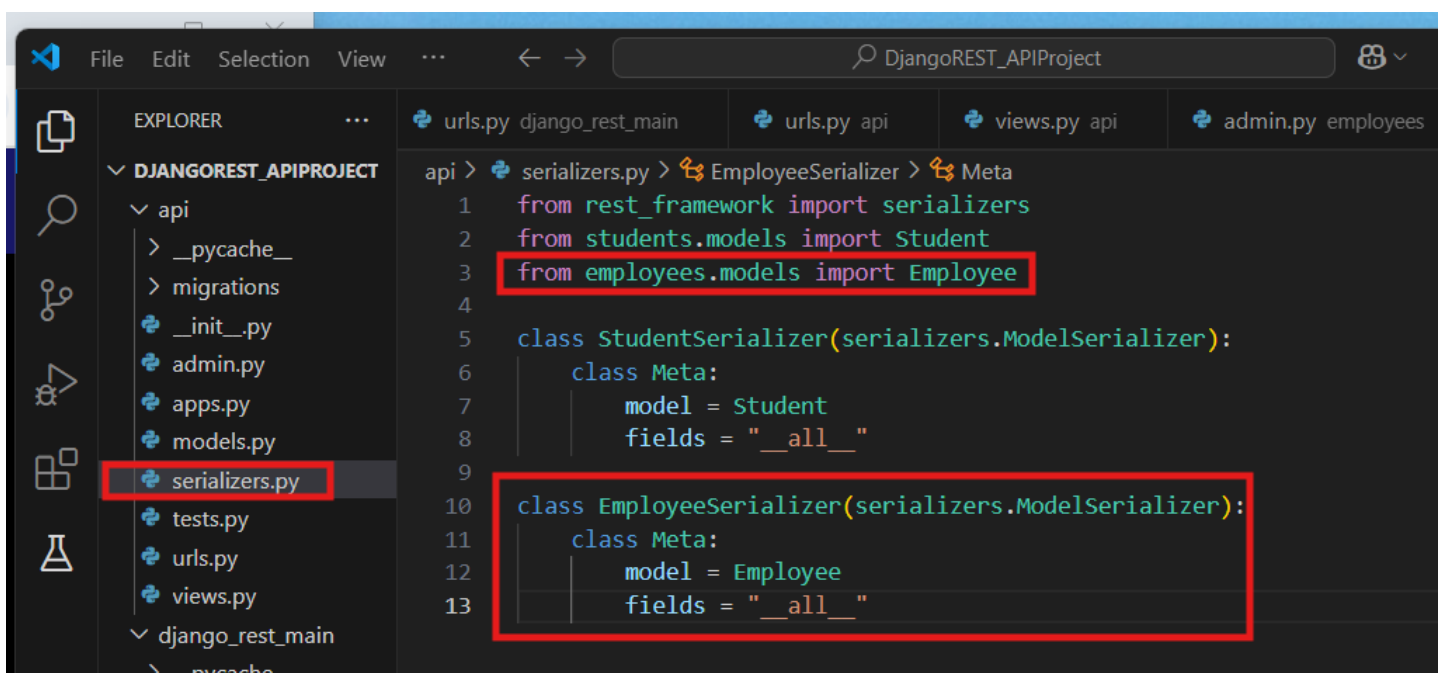 File Edit Selection View ··· ← → DjangoREST_APIProject
EXPLORER ···
urls.py django_rest_main urls.py api views.py api admin.py employees
DJANGOREST_APIPROJECT
api
__pycache__
migrations
__init__.py
admin.py
apps.py
models.py
serializers.py
tests.py
urls.py
views.py
django_rest_main
__pycache__
api > serializers.py > EmployeeSerializer > Meta
1 from rest_framework import serializers
2 from students.models import Student
3 from employees.models import Employee
4
5 class StudentSerializer(serializers.ModelSerializer):
6 class Meta:
7 model = Student
8 fields = "__all__"
9
10 class EmployeeSerializer(serializers.ModelSerializer):
11 class Meta:
12 model = Employee
13 fields = "__all__"